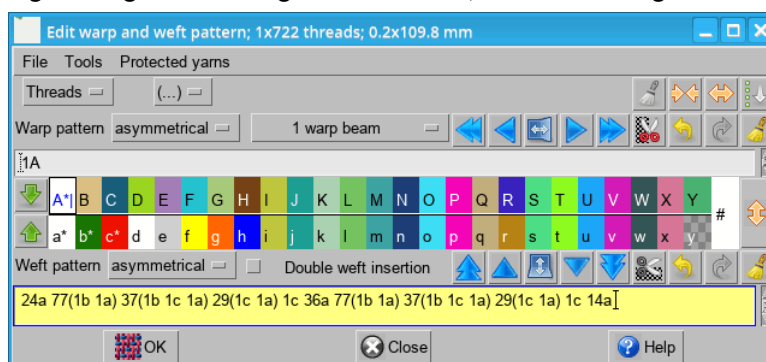 Edit warp and weft pattern; 1x722 threads; 0.2x109.8 mm
File Tools Protected yarns
Threads (...)
Warp pattern asymmetrical 1 warp beam
1A
A*| B C D E F G H I J K L M N O P Q R S T U V W X Y #
a* b* c* d e f g h i j k l m n o p q r s t u v w x y
Weft pattern asymmetrical Double weft insertion
24a 77(1b 1a) 37(1b 1c 1a) 29(1c 1a) 1c 36a 77(1b 1a) 37(1b 1c 1a) 29(1c 1a) 1c 14a
OK Close Help